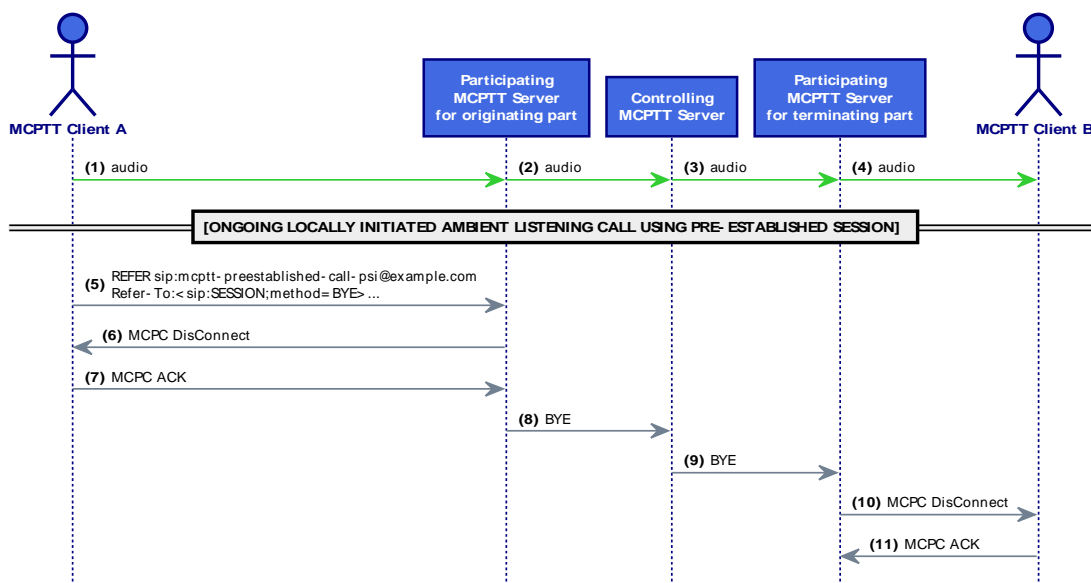 MCPTT Client A
Participating
MCPTT Server
for originating part
Controlling
MCPTT Server
Participating
MCPTT Server
for terminating part
MCPTT Client B
(1) audio
(2) audio
(3) audio
(4) audio
[ONGOING LOCALLY INITIATED AMBIENT LISTENING CALL USING PRE- ESTABLISHED SESSION]
(5) REFER sip:mcptt- preestablished- call- psi@example.com
Refer- To:< sip:SESSION;method= BYE> ...
(6) MCPC DisConnect
(7) MCPC ACK
(8) BYE
(9) BYE
(10) MCPC DisConnect
(11) MCPC ACK